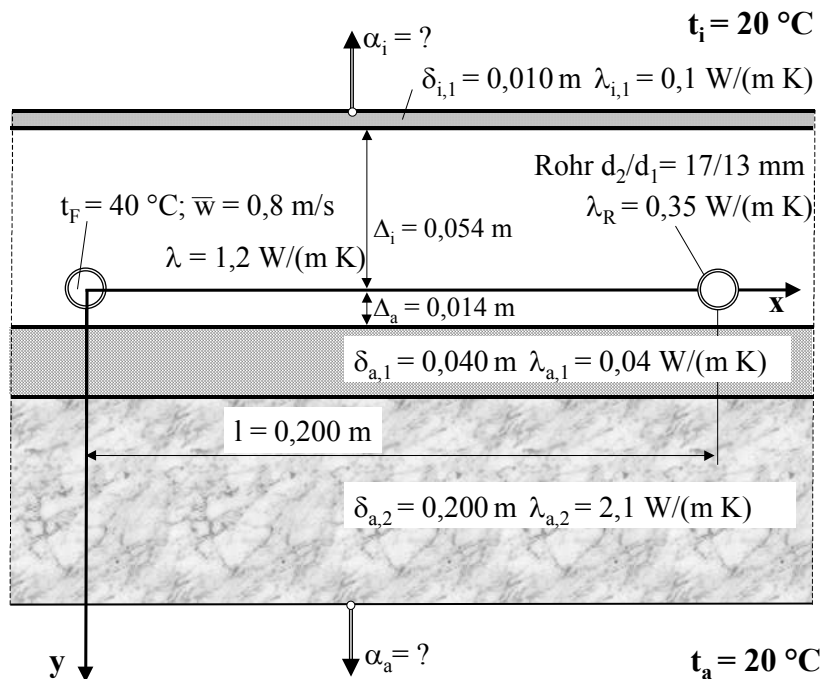 tᵢ = 20 °C
αᵢ = ?
δᵢ,₁ = 0,010 m λᵢ,₁ = 0,1 W/(m K)
Rohr d₂/d₁= 17/13 mm
t_F = 40 °C; w̅ = 0,8 m/s
λ_R = 0,35 W/(m K)
Δᵢ = 0,054 m
λ = 1,2 W/(m K)
x
Δₐ = 0,014 m
δₐ,₁ = 0,040 m λₐ,₁ = 0,04 W/(m K)
l = 0,200 m
δₐ,₂ = 0,200 m λₐ,₂ = 2,1 W/(m K)
y
αₐ = ?
tₐ = 20 °C